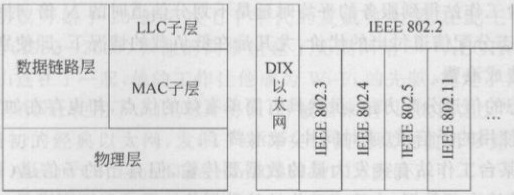 LLC子层
IEEE 802.2
数据链路层
MAC子层
物理层
DIX
以太网
IEEE 802.3
IEEE 802.4
IEEE 802.5
IEEE 802.11
…